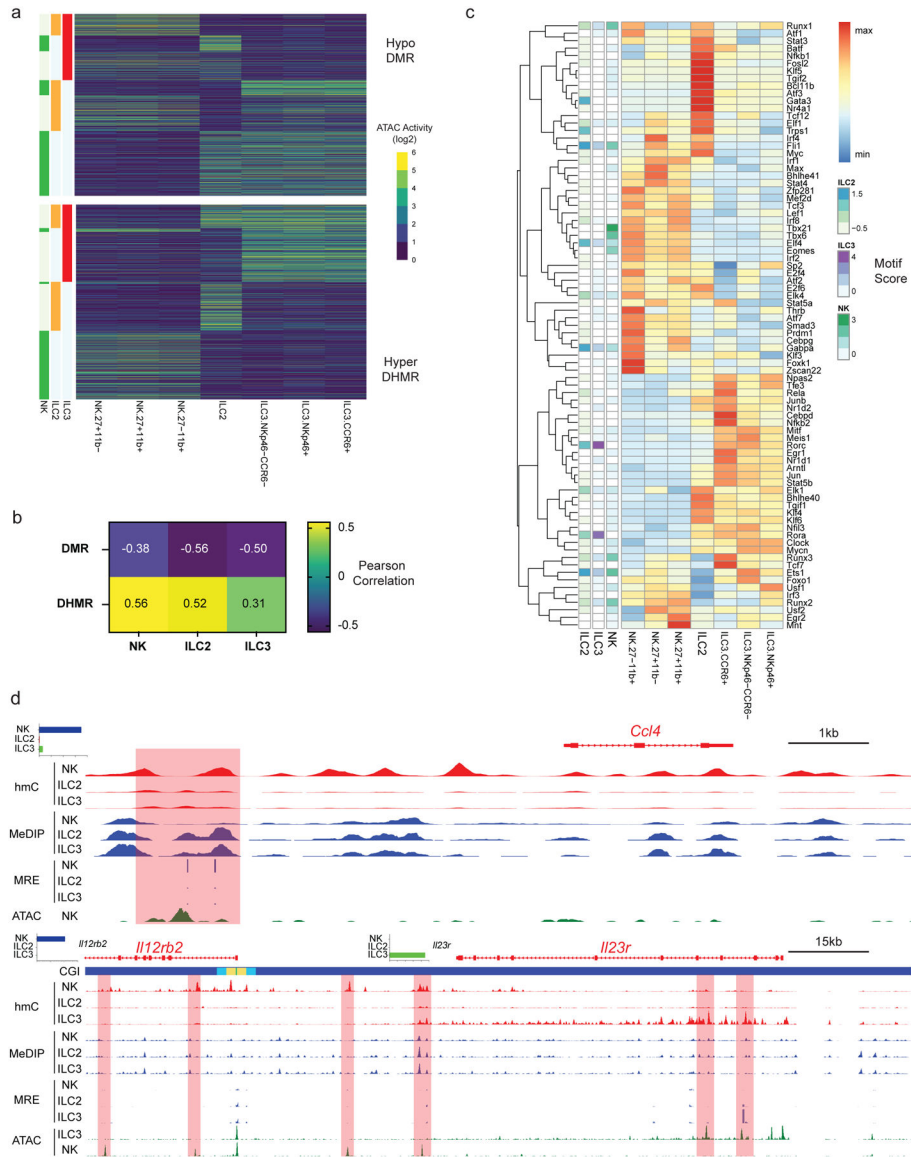 a
Hypo
DMR
ATAC Activity
(log2)
6
5
4
3
2
1
0
Hyper
DHMR
NK
ILC2
ILC3
NK.27+11b-
NK.27+11b+
NK.27-11b+
ILC2
ILC3.NKp46-CCR6-
ILC3.NKp46+
ILC3.CCR6+
b
DMR
-0.38
-0.56
-0.50
DHMR
0.56
0.52
0.31
NK
ILC2
ILC3
0.5
0
-0.5
Pearson
Correlation
c
Runx1
Atf1
Stat3
Batf
Nfkb1
Fosl2
Klf5
Tgif2
Bcl11b
Atf3
Gata3
Nr4a1
Tcf12
Elf1
Trps1
Irf4
Fli1
Myc
Irf1
Max
Bhlhe41
Stat4
Zfp281
Mef2d
Tcf3
Lef1
Irf8
Tbx21
Tbx6
Elf4
Eomes
Irf2
Sp2
E2f4
Atf2
E2f6
Elk4
Stat5a
Thrb
Atf7
Smad3
Prdm1
Cebpg
Gabpa
Klf3
Foxk1
Zscan22
Npas2
Tfe3
Rela
Junb
Nr1d2
Cebpd
Nfkb2
Mitf
Meis1
Rorc
Egr1
Nr1d1
Arntl
Jun
Stat5b
Elk1
Bhlhe40
Tgif1
Klf4
Klf6
Nfil3
Rora
Clock
Mycn
Runx3
Tcf7
Ets1
Foxo1
Usf1
Irf3
Runx2
Usf2
Egr2
Mnt
ILC2
ILC3
NK
NK.27-11b+
NK.27+11b-
NK.27+11b+
ILC2
ILC3.CCR6+
ILC3.NKp46-CCR6-
ILC3.NKp46+
max
min
ILC2
1.5
-0.5
ILC3
4
0
NK
3
0
Motif
Score
d
NK
ILC2
ILC3
Ccl4
1kb
hmC
NK
ILC2
ILC3
MeDIP
NK
ILC2
ILC3
MRE
NK
ILC2
ILC3
ATAC
NK
NK
ILC2
ILC3
Il12rb2
Il12rb2
NK
ILC2
ILC3
Il23r
Il23r
15kb
CGI
hmC
NK
ILC2
ILC3
MeDIP
NK
ILC2
ILC3
MRE
NK
ILC2
ILC3
ATAC
ILC3
NK